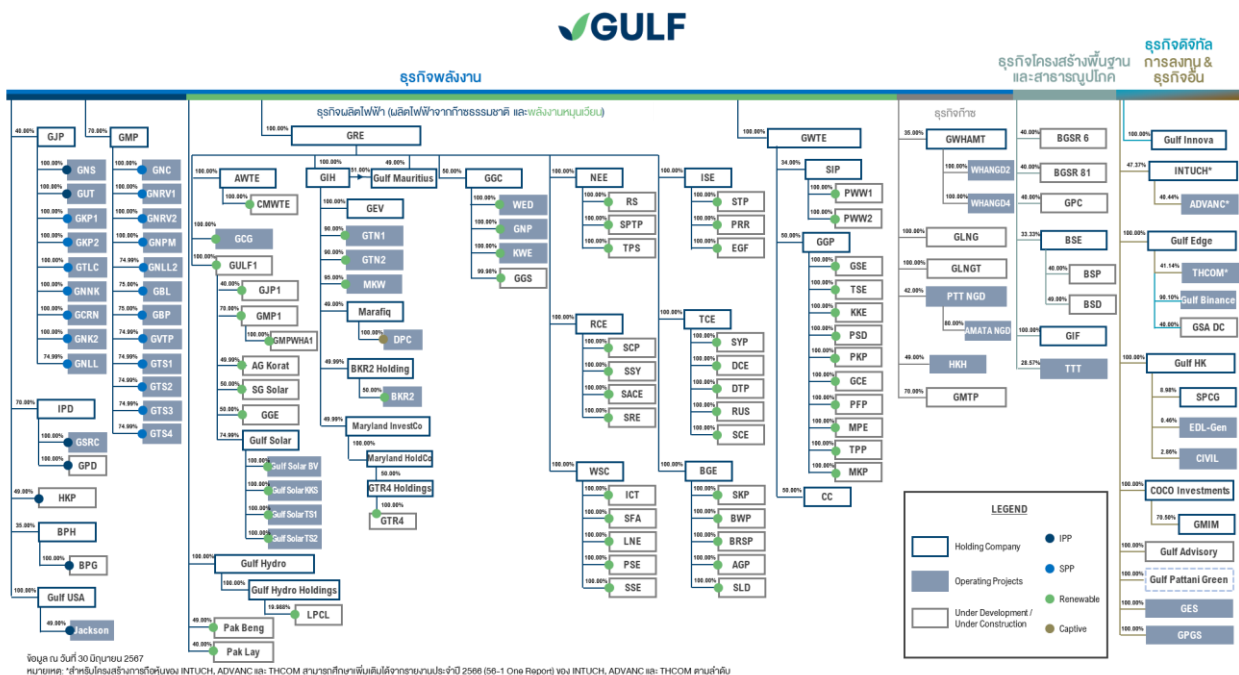 GULF
ธุรกิจพลังงาน
ธุรกิจโครงสร้างพื้นฐาน
และสาธารณูปโภค
ธุรกิจดิจิทัล
การลงทุน &
ธุรกิจอื่น
ธุรกิจผลิตไฟฟ้า (ผลิตไฟฟ้าจากก๊าซธรรมชาติ และพลังงานหมุนเวียน)
ธุรกิจก๊าซ
40.00% GJP
100.00% GNS
100.00% GUT
100.00% GKP1
100.00% GKP2
100.00% GTLC
100.00% GNNK
100.00% GCRN
100.00% GNK2
74.99% GNLL
70.00% GMP
100.00% GNC
100.00% GNRV1
100.00% GNRV2
100.00% GNPM
74.99% GNLL2
75.00% GBL
75.00% GBP
74.99% GVTP
74.99% GTS1
74.99% GTS2
74.99% GTS3
74.99% GTS4
70.00% IPD
100.00% GSRC
100.00% GPD
49.00% HKP
35.00% BPH
100.00% BPG
100.00% Gulf USA
49.00% Jackson
100.00% GRE
100.00% AWTE
100.00% CMWTE
100.00% GCG
100.00% GULF1
40.00% GJP1
70.00% GMP1
100.00% GMPWHA1
49.99% AG Korat
50.00% SG Solar
50.00% GGE
74.99% Gulf Solar
100.00% Gulf Solar BV
100.00% Gulf Solar KKS
100.00% Gulf Solar TS1
100.00% Gulf Solar TS2
100.00% Gulf Hydro
100.00% Gulf Hydro Holdings
19.988% LPCL
49.00% Pak Beng
40.00% Pak Lay
100.00% GIH
51.00%
49.00% Gulf Mauritius
100.00% GEV
90.00% GTN1
90.00% GTN2
95.00% MKW
49.00% Marafiq
100.00% DPC
49.99% BKR2 Holding
50.00% BKR2
49.99% Maryland InvestCo
100.00% Maryland HoldCo
50.00% GTR4 Holdings
100.00% GTR4
50.00% GGC
100.00% WED
100.00% GNP
100.00% KWE
99.98% GGS
100.00% NEE
100.00% RS
100.00% SPTP
100.00% TPS
100.00% RCE
100.00% SCP
100.00% SSY
100.00% SACE
100.00% SRE
100.00% WSC
100.00% ICT
100.00% SFA
100.00% LNE
100.00% PSE
100.00% SSE
100.00% ISE
100.00% STP
100.00% PRR
100.00% EGF
100.00% TCE
100.00% SYP
100.00% DCE
100.00% DTP
100.00% RUS
100.00% SCE
100.00% BGE
100.00% SKP
100.00% BWP
100.00% BRSP
100.00% AGP
100.00% SLD
100.00% GWTE
34.00% SIP
100.00% PWW1
100.00% PWW2
50.00% GGP
100.00% GSE
100.00% TSE
100.00% KKE
100.00% PSD
100.00% PKP
100.00% GCE
100.00% PFP
100.00% MPE
100.00% TPP
100.00% MKP
50.00% CC
35.00% GWHAMT
100.00% WHANGD2
100.00% WHANGD4
100.00% GLNG
100.00% GLNGT
42.00% PTT NGD
80.00% AMATA NGD
49.00% HKH
70.00% GMTP
40.00% BGSR 6
40.00% BGSR 81
40.00% GPC
33.33% BSE
40.00% BSP
40.00% BSD
100.00% GIF
28.57% TTT
100.00% Gulf Innova
47.37% INTUCH*
40.44% ADVANC*
100.00% Gulf Edge
41.14% THCOM*
90.10% Gulf Binance
40.00% GSA DC
100.00% Gulf HK
0.98% SPCG
0.46% EDL-Gen
2.06% CIVIL
100.00% COCO Investments
70.50% GMIM
100.00% Gulf Advisory
100.00% Gulf Pattani Green
100.00% GES
100.00% GPGS
LEGEND
Holding Company
Operating Projects
Under Development /
Under Construction
IPP
SPP
Renewable
Captive
ข้อมูล ณ วันที่ 30 มิถุนายน 2567
หมายเหตุ: *สำหรับโครงสร้างการถือหุ้นของ INTUCH, ADVANC และ THCOM สามารถศึกษาเพิ่มเติมได้จากรายงานประจำปี 2566 (56-1 One Report) ของ INTUCH, ADVANC และ THCOM ตามลำดับ